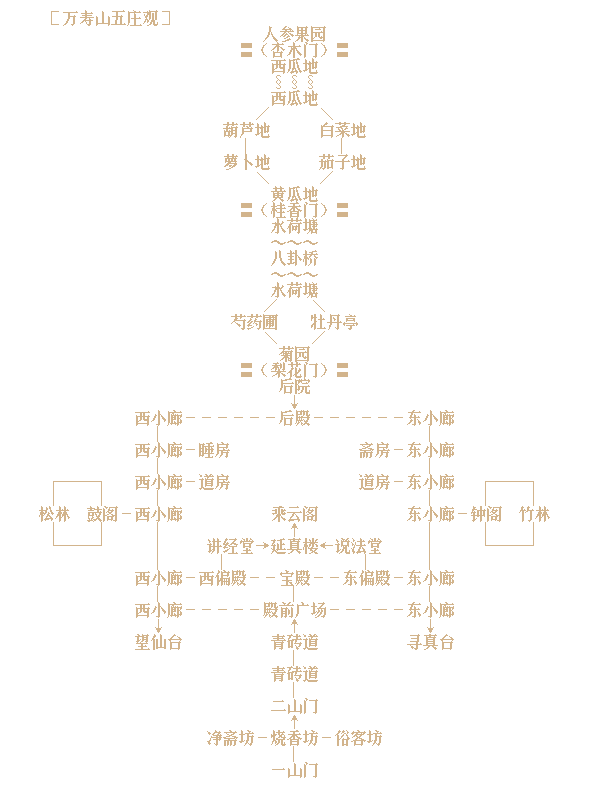 ［万寿山五庄观］
人参果园
〓（杏木门）〓
西瓜地
西瓜地
葫芦地 白菜地
萝卜地 茄子地
黄瓜地
〓（桂香门）〓
水荷塘
～～～
八卦桥
～～～
水荷塘
芍药圃 牡丹亭
菊园
〓（梨花门）〓
后院
西小廊 后殿 东小廊
西小廊 睡房 斋房 东小廊
西小廊 道房 道房 东小廊
松林 鼓阁 西小廊 乘云阁 东小廊 钟阁 竹林
讲经堂 延真楼 说法堂
西小廊 西偏殿 宝殿 东偏殿 东小廊
西小廊 殿前广场 东小廊
望仙台 青砖道 寻真台
青砖道
二山门
净斋坊 烧香坊 俗客坊
一山门